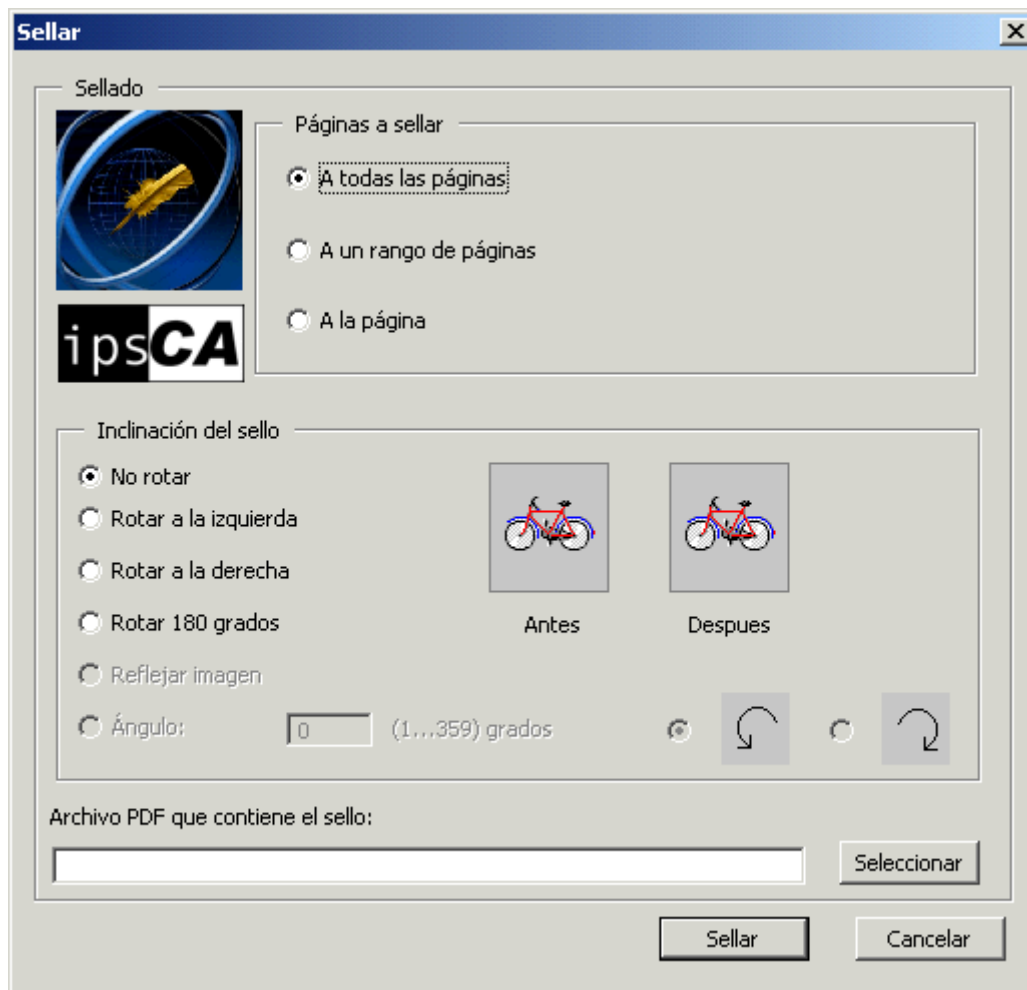 Sellar
Sellado
Páginas a sellar
A todas las páginas
A un rango de páginas
A la página
ipsCA
Inclinación del sello
No rotar
Rotar a la izquierda
Rotar a la derecha
Rotar 180 grados
Antes
Despues
Reflejar imagen
Ángulo: 0 (1...359) grados
Archivo PDF que contiene el sello:
Seleccionar
Sellar Cancelar